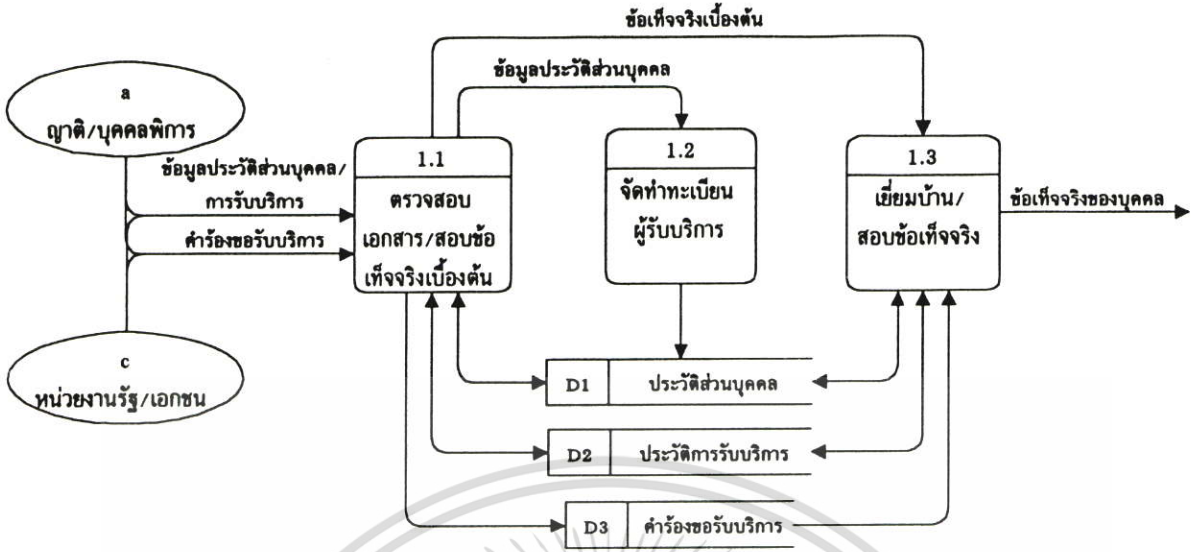 ข้อเท็จจริงเบื้องต้น
ข้อมูลประวัติส่วนบุคคล
a
ญาติ/บุคคลพิการ
ข้อมูลประวัติส่วนบุคคล/
การรับบริการ
คำร้องขอรับบริการ
c
หน่วยงานรัฐ/เอกชน
1.1
ตรวจสอบ
เอกสาร/สอบข้อ
เท็จจริงเบื้องต้น
1.2
จัดทำทะเบียน
ผู้รับบริการ
1.3
เยี่ยมบ้าน/
สอบข้อเท็จจริง
ข้อเท็จจริงของบุคคล
D1 ประวัติส่วนบุคคล
D2 ประวัติการรับบริการ
D3 คำร้องขอรับบริการ